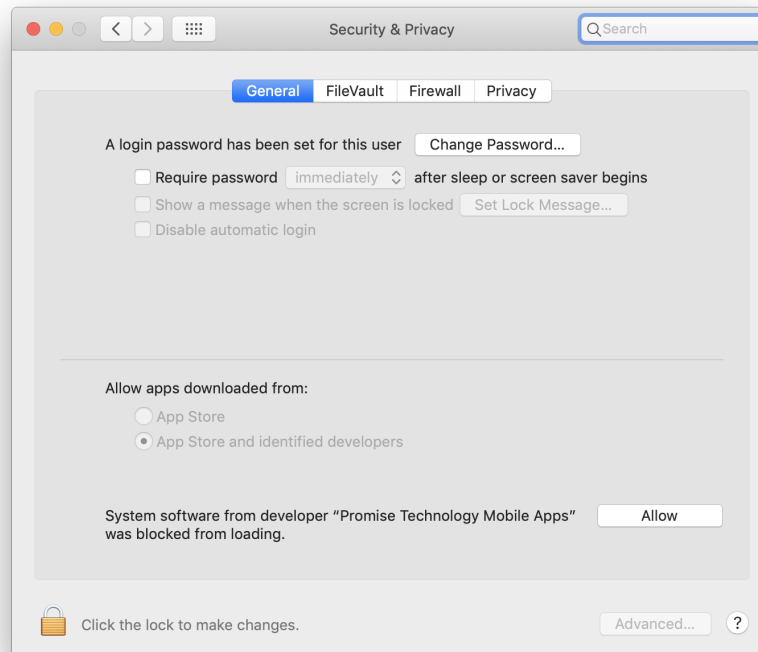 Security & Privacy
Search
General FileVault Firewall Privacy
A login password has been set for this user Change Password...
Require password immediately after sleep or screen saver begins
Show a message when the screen is locked Set Lock Message...
Disable automatic login
Allow apps downloaded from:
App Store
App Store and identified developers
System software from developer “Promise Technology Mobile Apps” Allow
was blocked from loading.
Click the lock to make changes. Advanced... ?